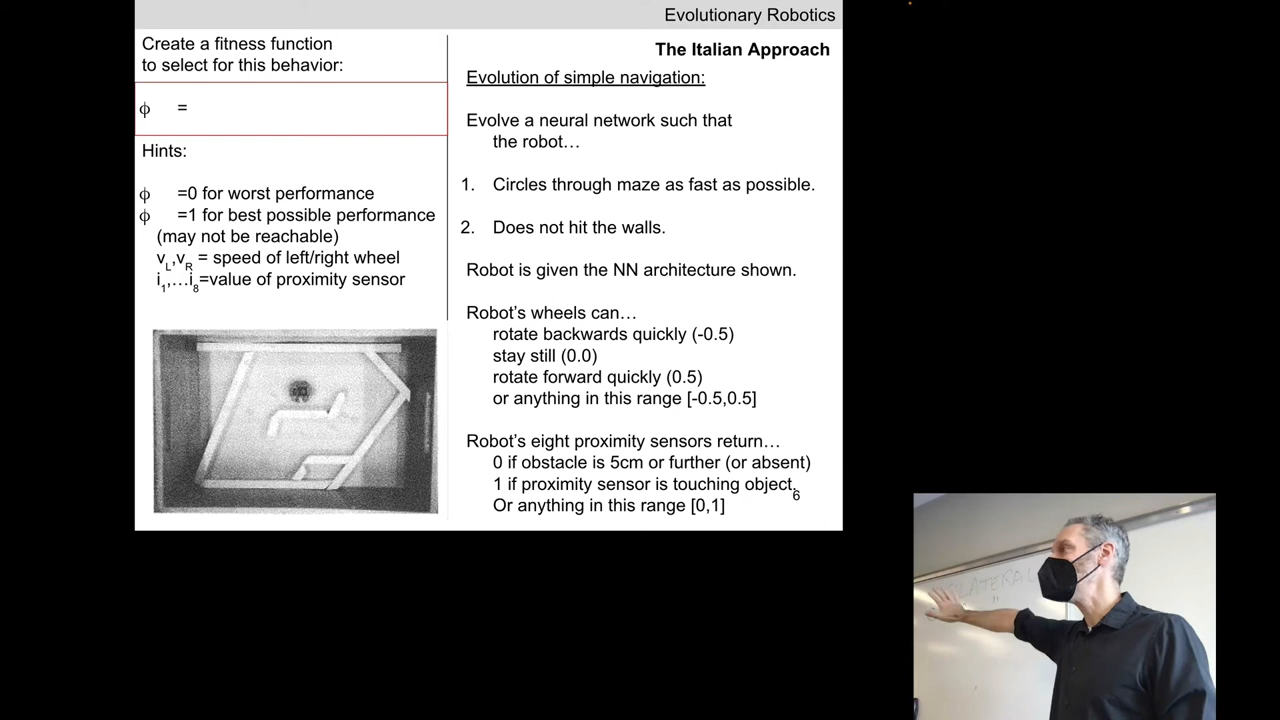 Evolutionary Robotics
Create a fitness function
to select for this behavior:
ϕ =
Hints:
ϕ =0 for worst performance
ϕ =1 for best possible performance
(may not be reachable)
vL,vR = speed of left/right wheel
i1,…i8=value of proximity sensor
The Italian Approach
Evolution of simple navigation:
Evolve a neural network such that
the robot…
1. Circles through maze as fast as possible.
2. Does not hit the walls.
Robot is given the NN architecture shown.
Robot’s wheels can…
rotate backwards quickly (-0.5)
stay still (0.0)
rotate forward quickly (0.5)
or anything in this range [-0.5,0.5]
Robot’s eight proximity sensors return…
0 if obstacle is 5cm or further (or absent)
1 if proximity sensor is touching object.
Or anything in this range [0,1]
6